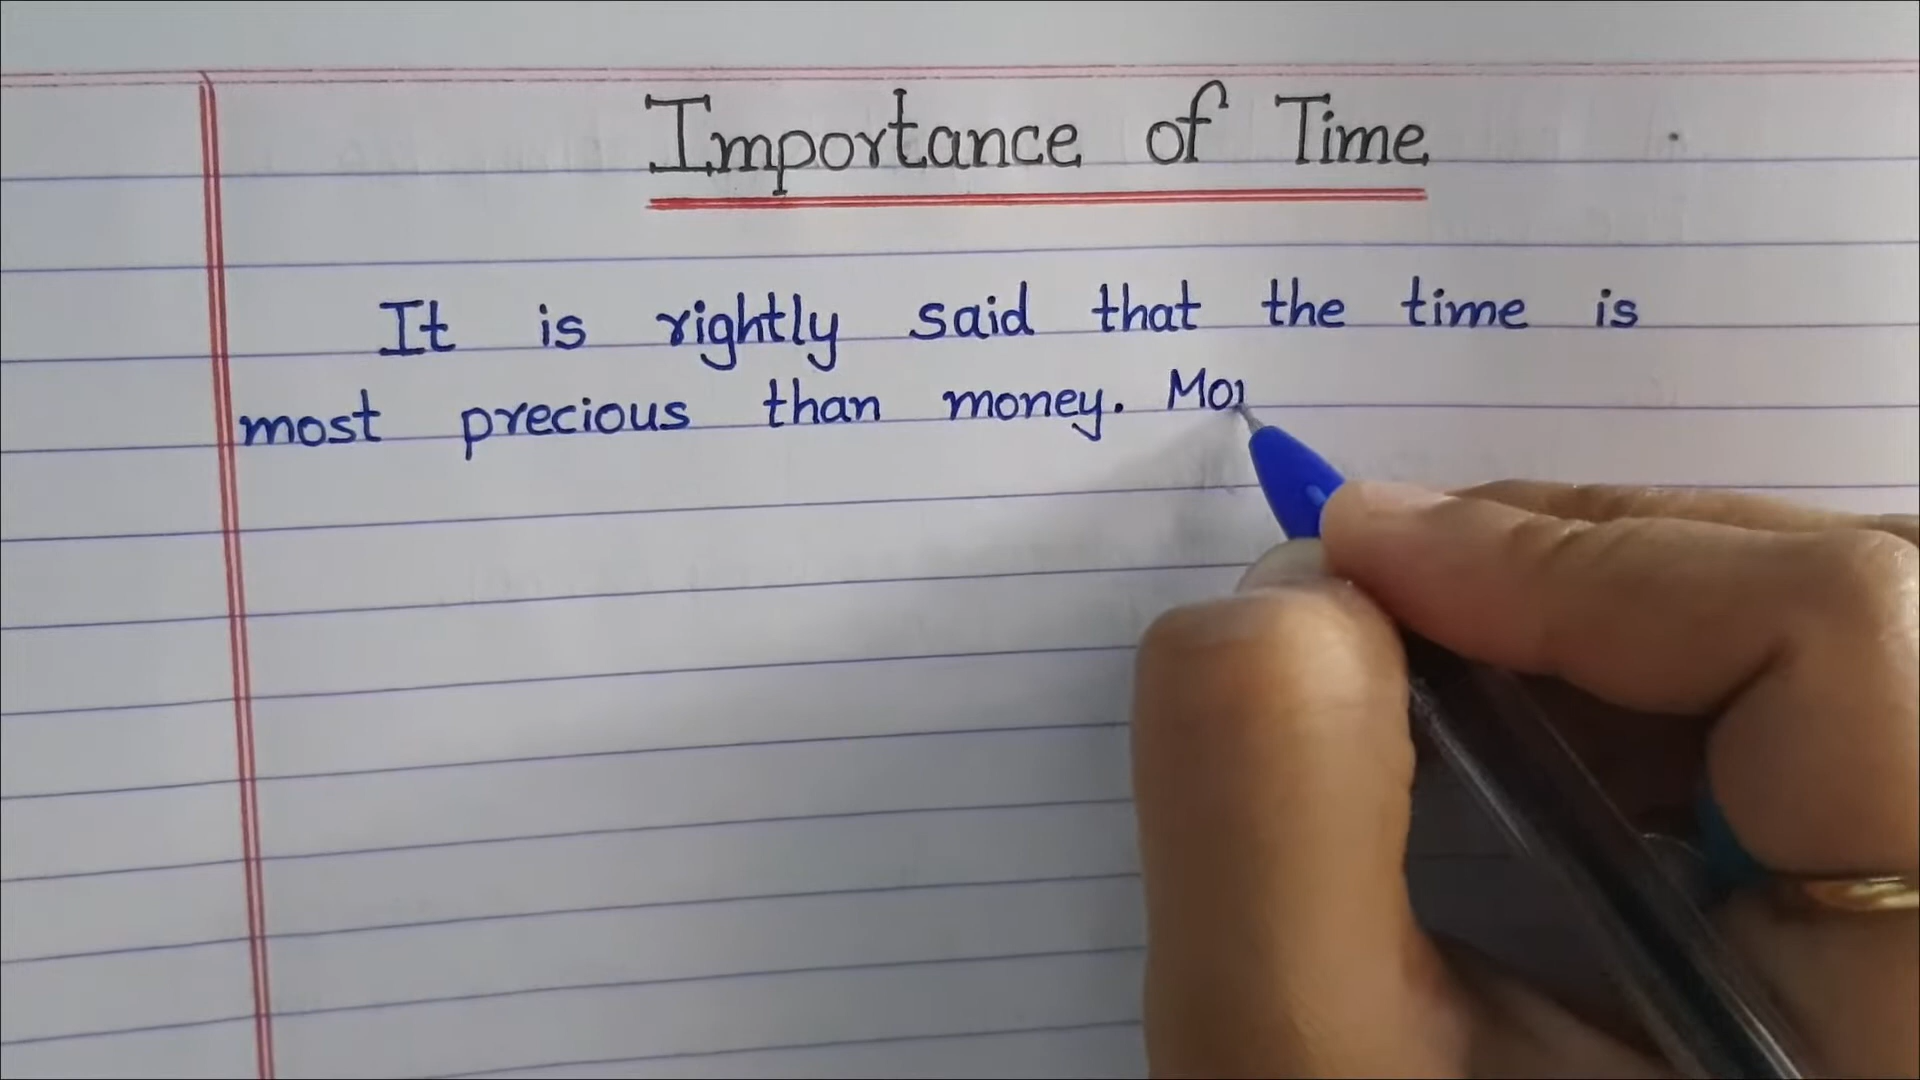 Importance of Time
It is rightly said that the time is
most precious than money.